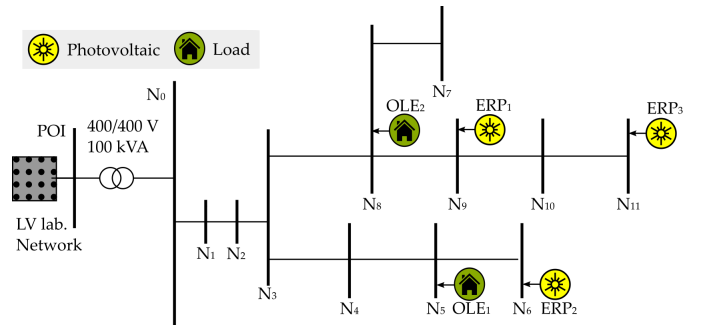 Photovoltaic
Load
N7
OLE2
ERP1
ERP3
N0
POI
400/400 V
100 kVA
N8
N9
N10
N11
LV lab.
Network
N1
N2
N3
N4
N5
OLE1
N6
ERP2